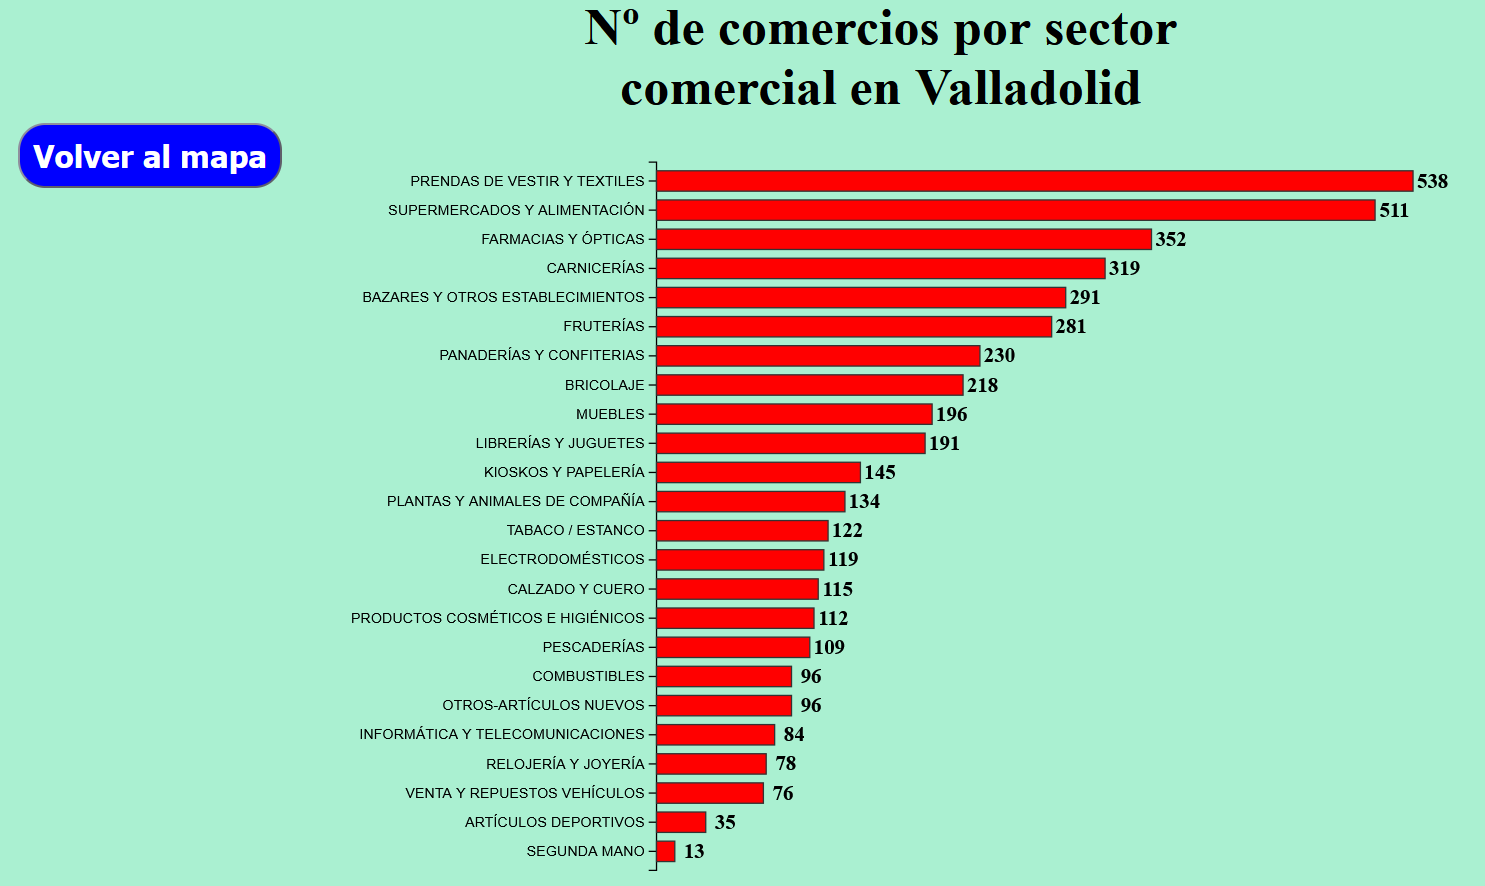 Nº de comercios por sector
comercial en Valladolid
Volver al mapa
PRENDAS DE VESTIR Y TEXTILES 538
SUPERMERCADOS Y ALIMENTACIÓN 511
FARMACIAS Y ÓPTICAS 352
CARNICERÍAS 319
BAZARES Y OTROS ESTABLECIMIENTOS 291
FRUTERÍAS 281
PANADERÍAS Y CONFITERIAS 230
BRICOLAJE 218
MUEBLES 196
LIBRERÍAS Y JUGUETES 191
KIOSKOS Y PAPELERÍA 145
PLANTAS Y ANIMALES DE COMPAÑÍA 134
TABACO / ESTANCO 122
ELECTRODOMÉSTICOS 119
CALZADO Y CUERO 115
PRODUCTOS COSMÉTICOS E HIGIÉNICOS 112
PESCADERÍAS 109
COMBUSTIBLES 96
OTROS-ARTÍCULOS NUEVOS 96
INFORMÁTICA Y TELECOMUNICACIONES 84
RELOJERÍA Y JOYERÍA 78
VENTA Y REPUESTOS VEHÍCULOS 76
ARTÍCULOS DEPORTIVOS 35
SEGUNDA MANO 13